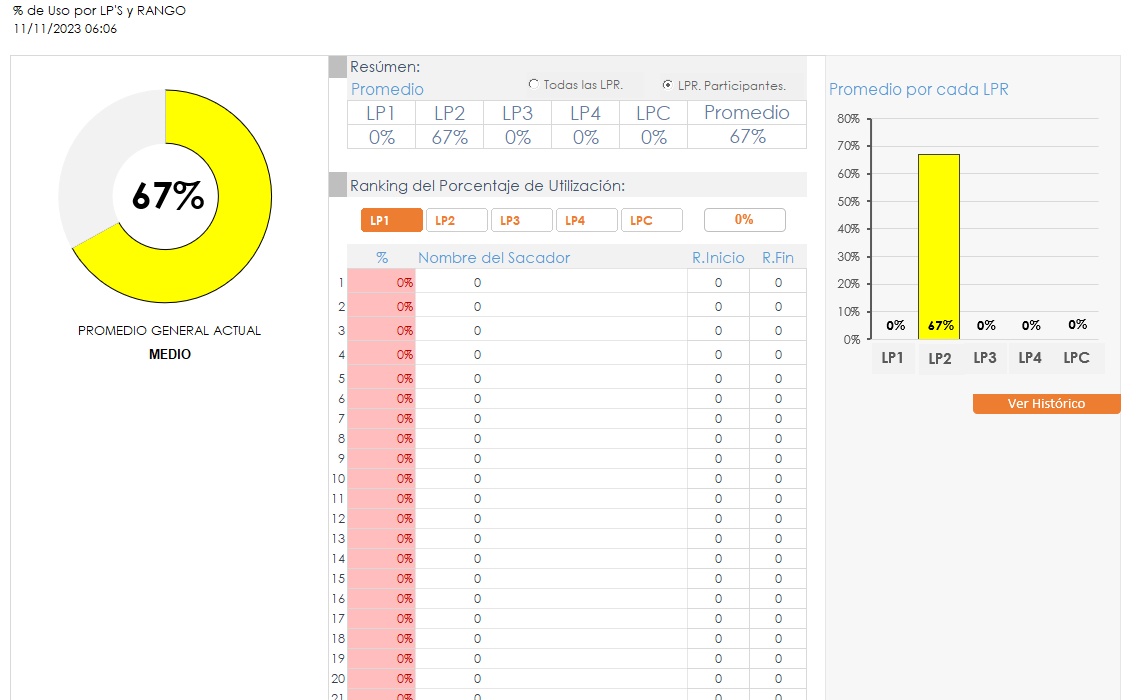 % de Uso por LP'S y RANGO
11/11/2023 06:06
67%
PROMEDIO GENERAL ACTUAL
MEDIO
Resúmen:
Promedio
Todas las LPR.
LPR. Participantes.
LP1 LP2 LP3 LP4 LPC Promedio
0% 67% 0% 0% 0% 67%
Ranking del Porcentaje de Utilización:
LP1 LP2 LP3 LP4 LPC 0%
% Nombre del Sacador R.Inicio R.Fin
1 0% 0 0 0
2 0% 0 0 0
3 0% 0 0 0
4 0% 0 0 0
5 0% 0 0 0
6 0% 0 0 0
7 0% 0 0 0
8 0% 0 0 0
9 0% 0 0 0
10 0% 0 0 0
11 0% 0 0 0
12 0% 0 0 0
13 0% 0 0 0
14 0% 0 0 0
15 0% 0 0 0
16 0% 0 0 0
17 0% 0 0 0
18 0% 0 0 0
19 0% 0 0 0
20 0% 0 0 0
21 0% 0 0 0
Promedio por cada LPR
80%
70%
60%
50%
40%
30%
20%
10%
0%
0% 67% 0% 0% 0%
LP1 LP2 LP3 LP4 LPC
Ver Histórico